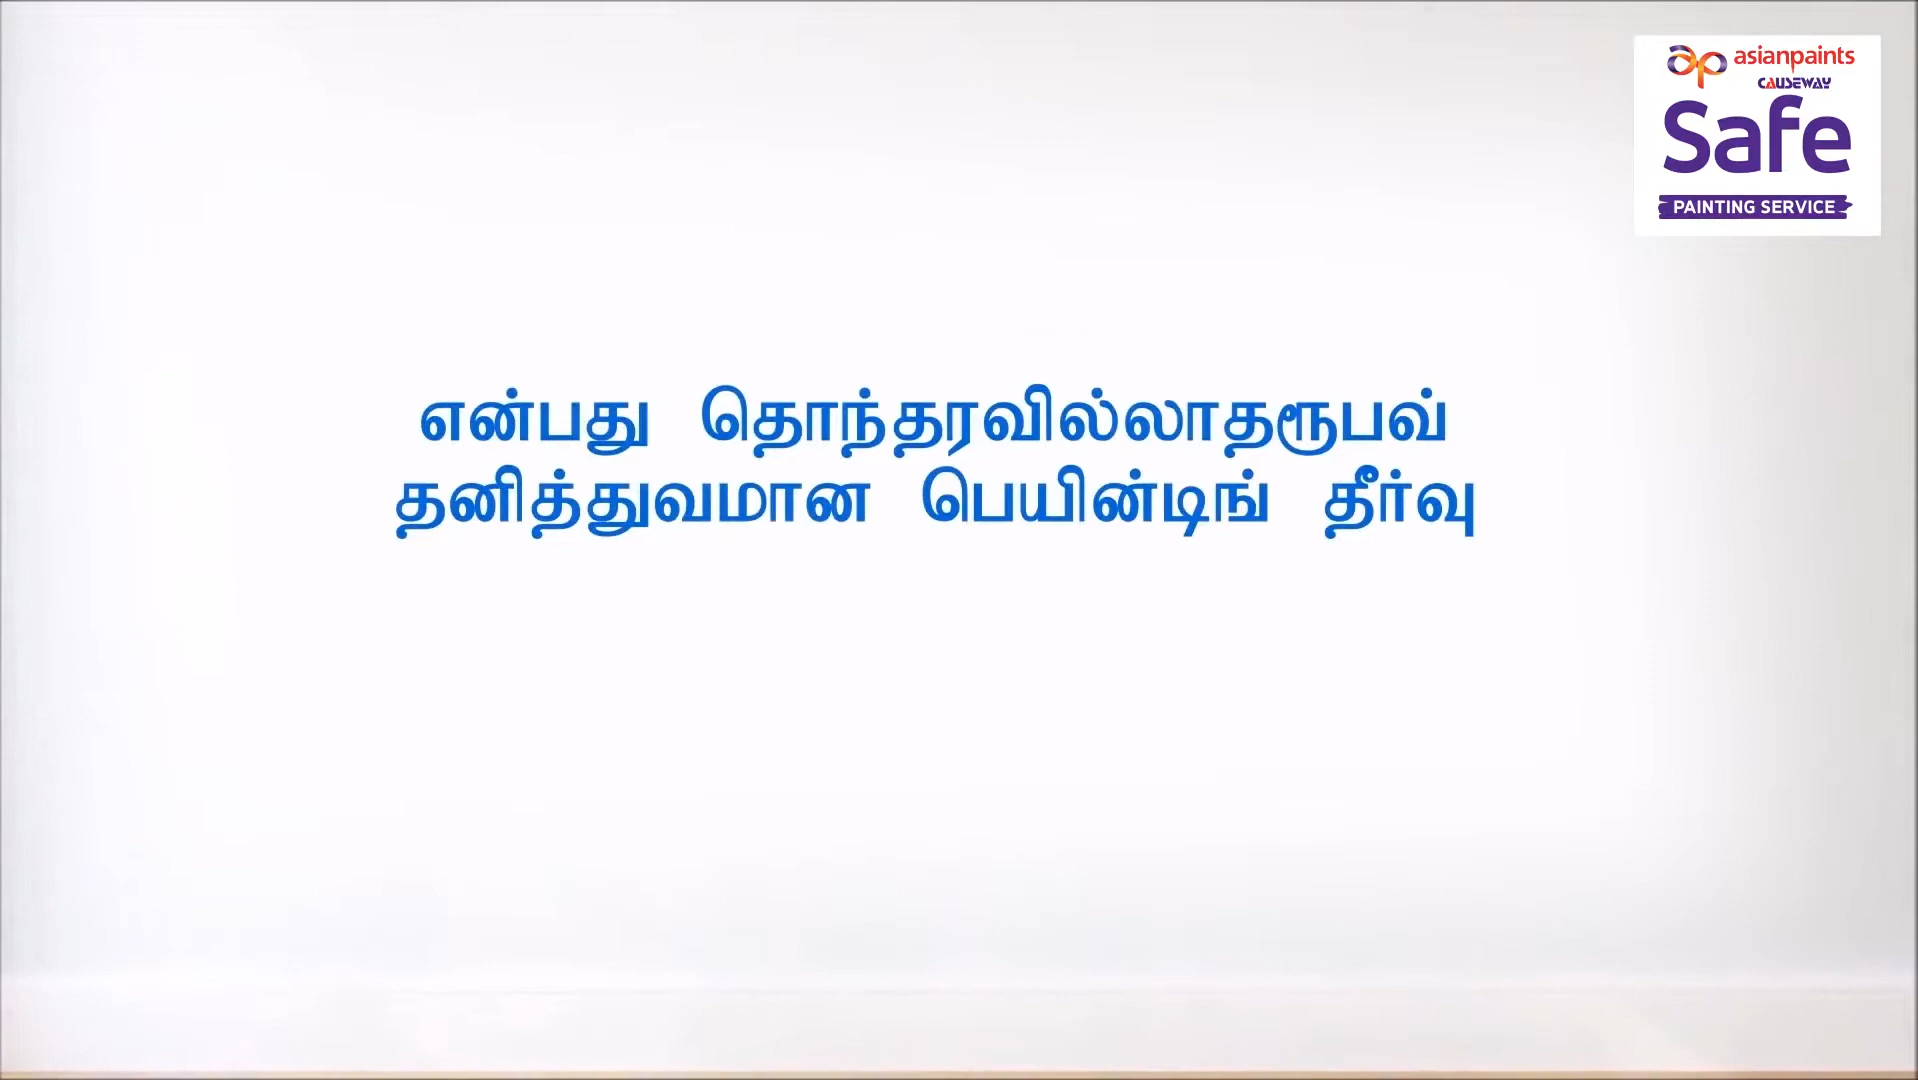 asianpaints
CAUSEWAY
Safe
PAINTING SERVICE
என்பது தொந்தரவில்லாதரூபவ்
தனித்துவமான பெயின்டிங் தீர்வு